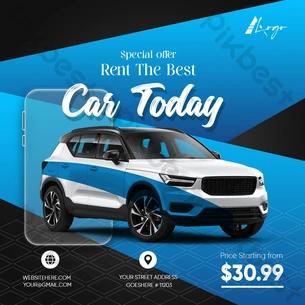 Logo
Special offer
Rent The Best
Car Today
WEBSITEHERE.COM
YOUR@GMAIL.COM
YOUR STREET ADDRESS
GOESHERE # 11203
Price Starting from
$30.99